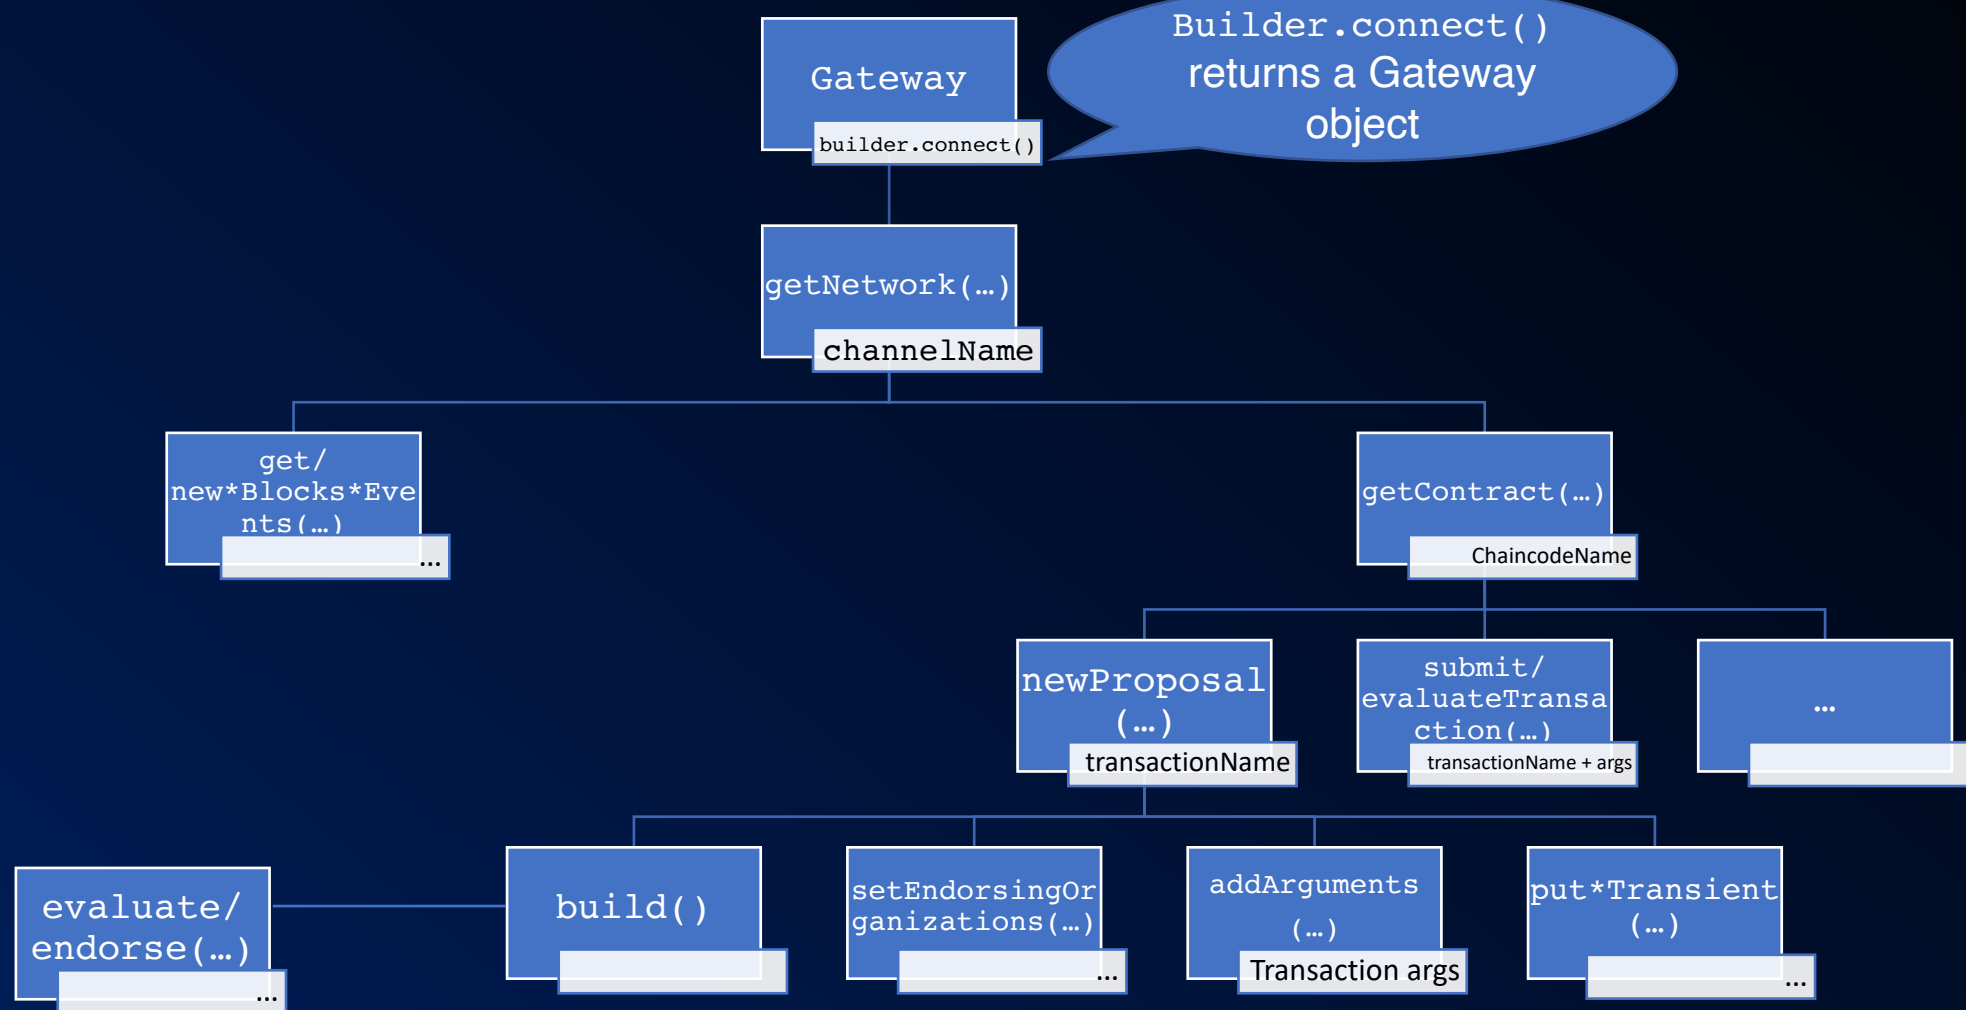 Builder.connect()
returns a Gateway
object
Gateway
builder.connect()
getNetwork(…)
channelName
get/
new*Blocks*Eve
nts(…)
...
getContract(…)
ChaincodeName
newProposal
(…)
transactionName
submit/
evaluateTransa
ction(…)
transactionName + args
…
evaluate/
endorse(…)
...
build()
setEndorsingOr
ganizations(…)
...
addArguments
(…)
Transaction args
put*Transient
(…)
...